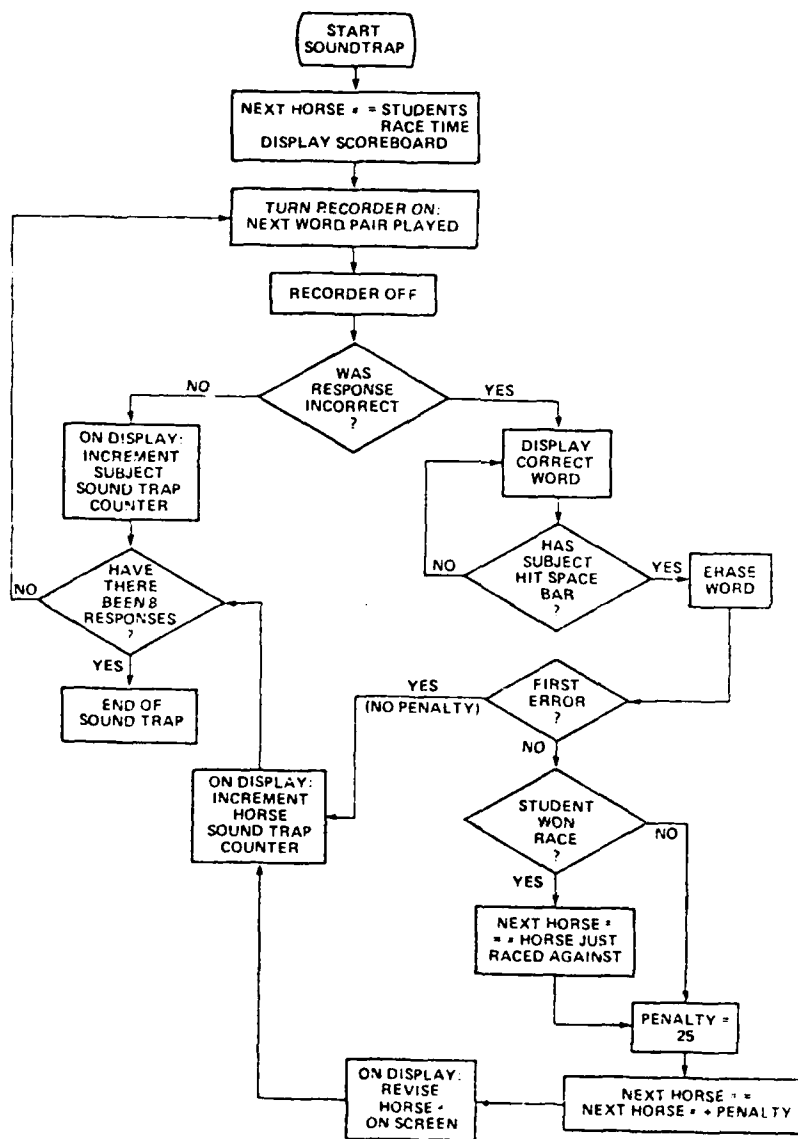 START
SOUNDTRAP
NEXT HORSE # = STUDENTS
RACE TIME
DISPLAY SCOREBOARD
TURN RECORDER ON:
NEXT WORD PAIR PLAYED
RECORDER OFF
WAS
RESPONSE
INCORRECT
?
NO
YES
ON DISPLAY:
INCREMENT
SUBJECT
SOUND TRAP
COUNTER
DISPLAY
CORRECT
WORD
HAVE
THERE
BEEN 8
RESPONSES
?
NO
YES
END OF
SOUND TRAP
HAS
SUBJECT
HIT SPACE
BAR
?
NO
YES
ERASE
WORD
FIRST
ERROR
?
YES
(NO PENALTY)
NO
ON DISPLAY:
INCREMENT
HORSE
SOUND TRAP
COUNTER
STUDENT
WON
RACE
?
NO
YES
NEXT HORSE #
= # HORSE JUST
RACED AGAINST
PENALTY =
25
NEXT HORSE # =
NEXT HORSE # + PENALTY
ON DISPLAY:
REVISE
HORSE #
ON SCREEN